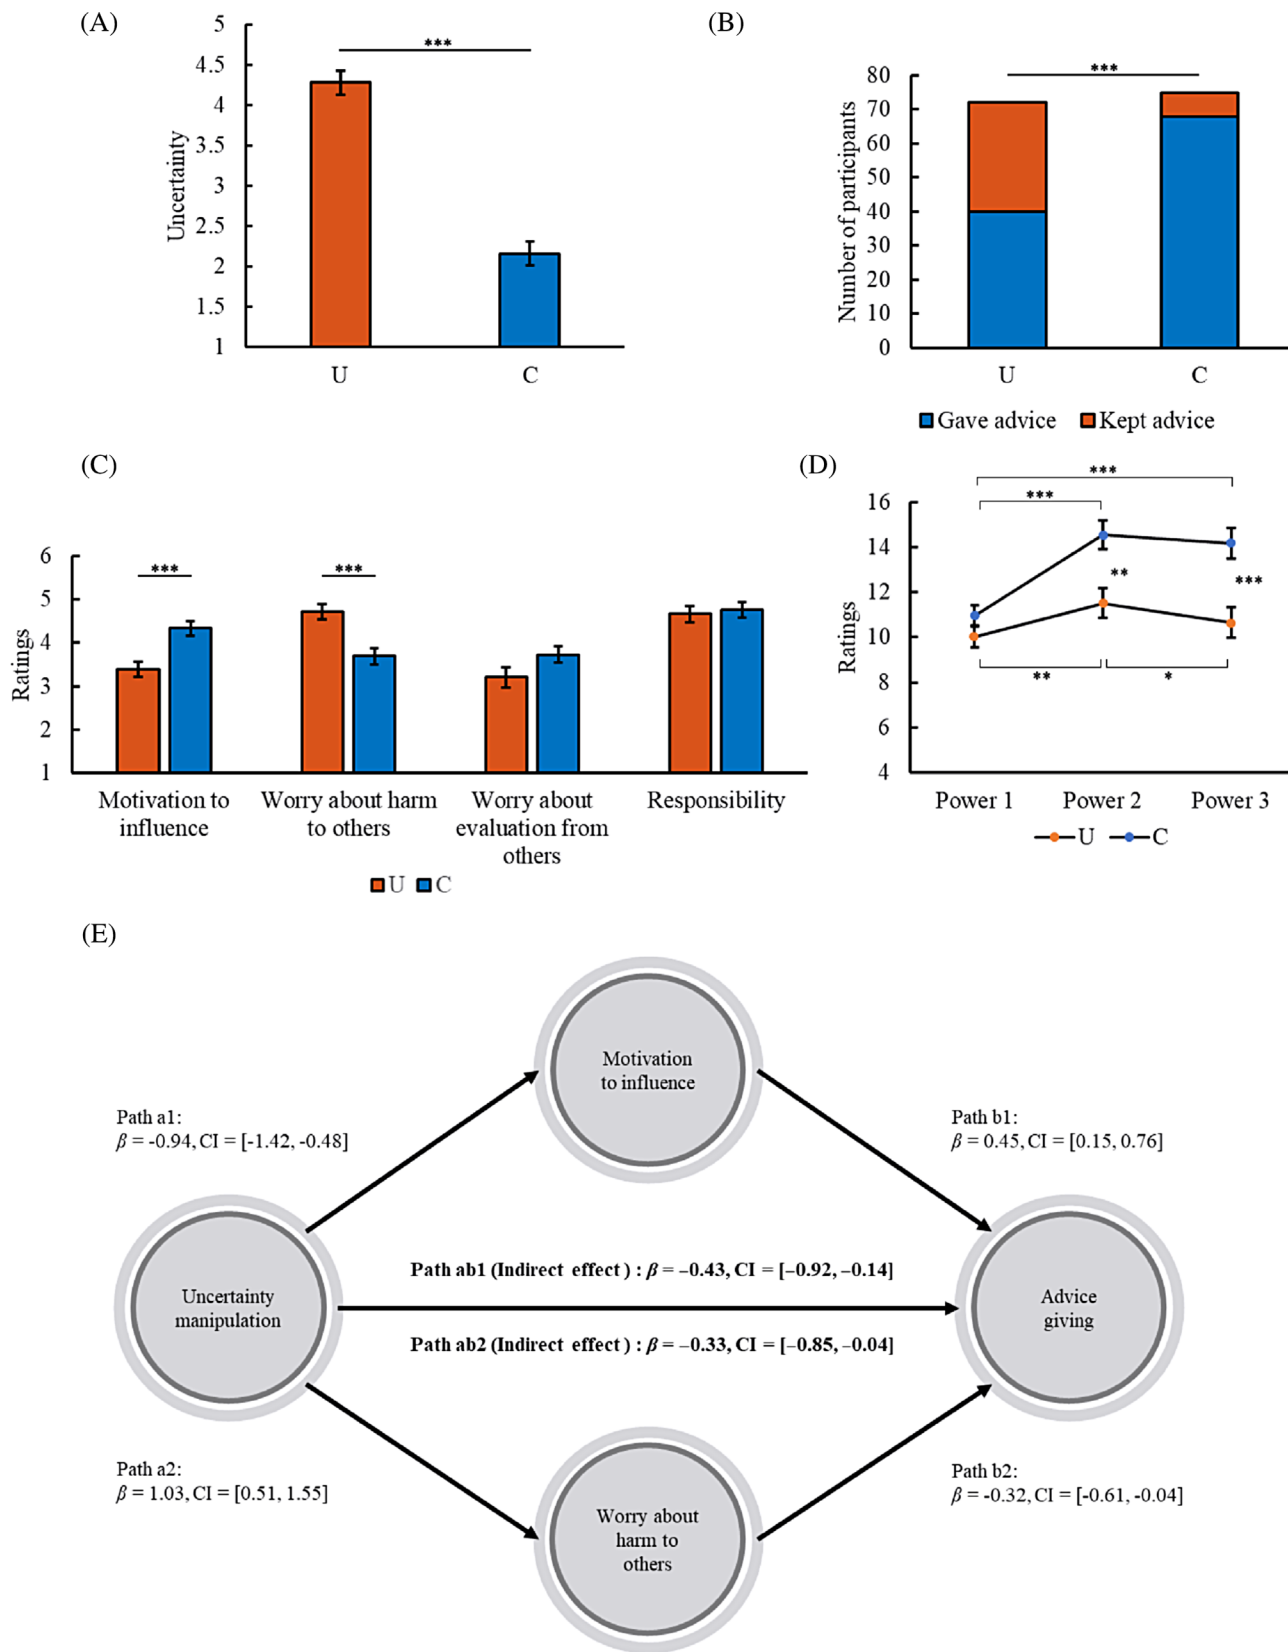 (A)
5
4.5
4
3.5
3
2.5
2
1.5
1
Uncertainty
***
U
C
(B)
80
70
60
50
40
30
20
10
0
Number of participants
***
U
C
Gave advice
Kept advice
(C)
6
5
4
3
2
1
Ratings
***
***
Motivation to
influence
Worry about harm
to others
Worry about
evaluation from
others
Responsibility
U
C
(D)
16
14
12
10
8
6
4
Ratings
***
***
**
***
**
*
Power 1
Power 2
Power 3
U
C
(E)
Motivation
to influence
Path a1:
β = -0.94, CI = [-1.42, -0.48]
Path b1:
β = 0.45, CI = [0.15, 0.76]
Uncertainty
manipulation
Path ab1 (Indirect effect ) : β = −0.43, CI = [−0.92, −0.14]
Path ab2 (Indirect effect ) : β = −0.33, CI = [−0.85, −0.04]
Advice
giving
Path a2:
β = 1.03, CI = [0.51, 1.55]
Path b2:
β = -0.32, CI = [-0.61, -0.04]
Worry about
harm to
others